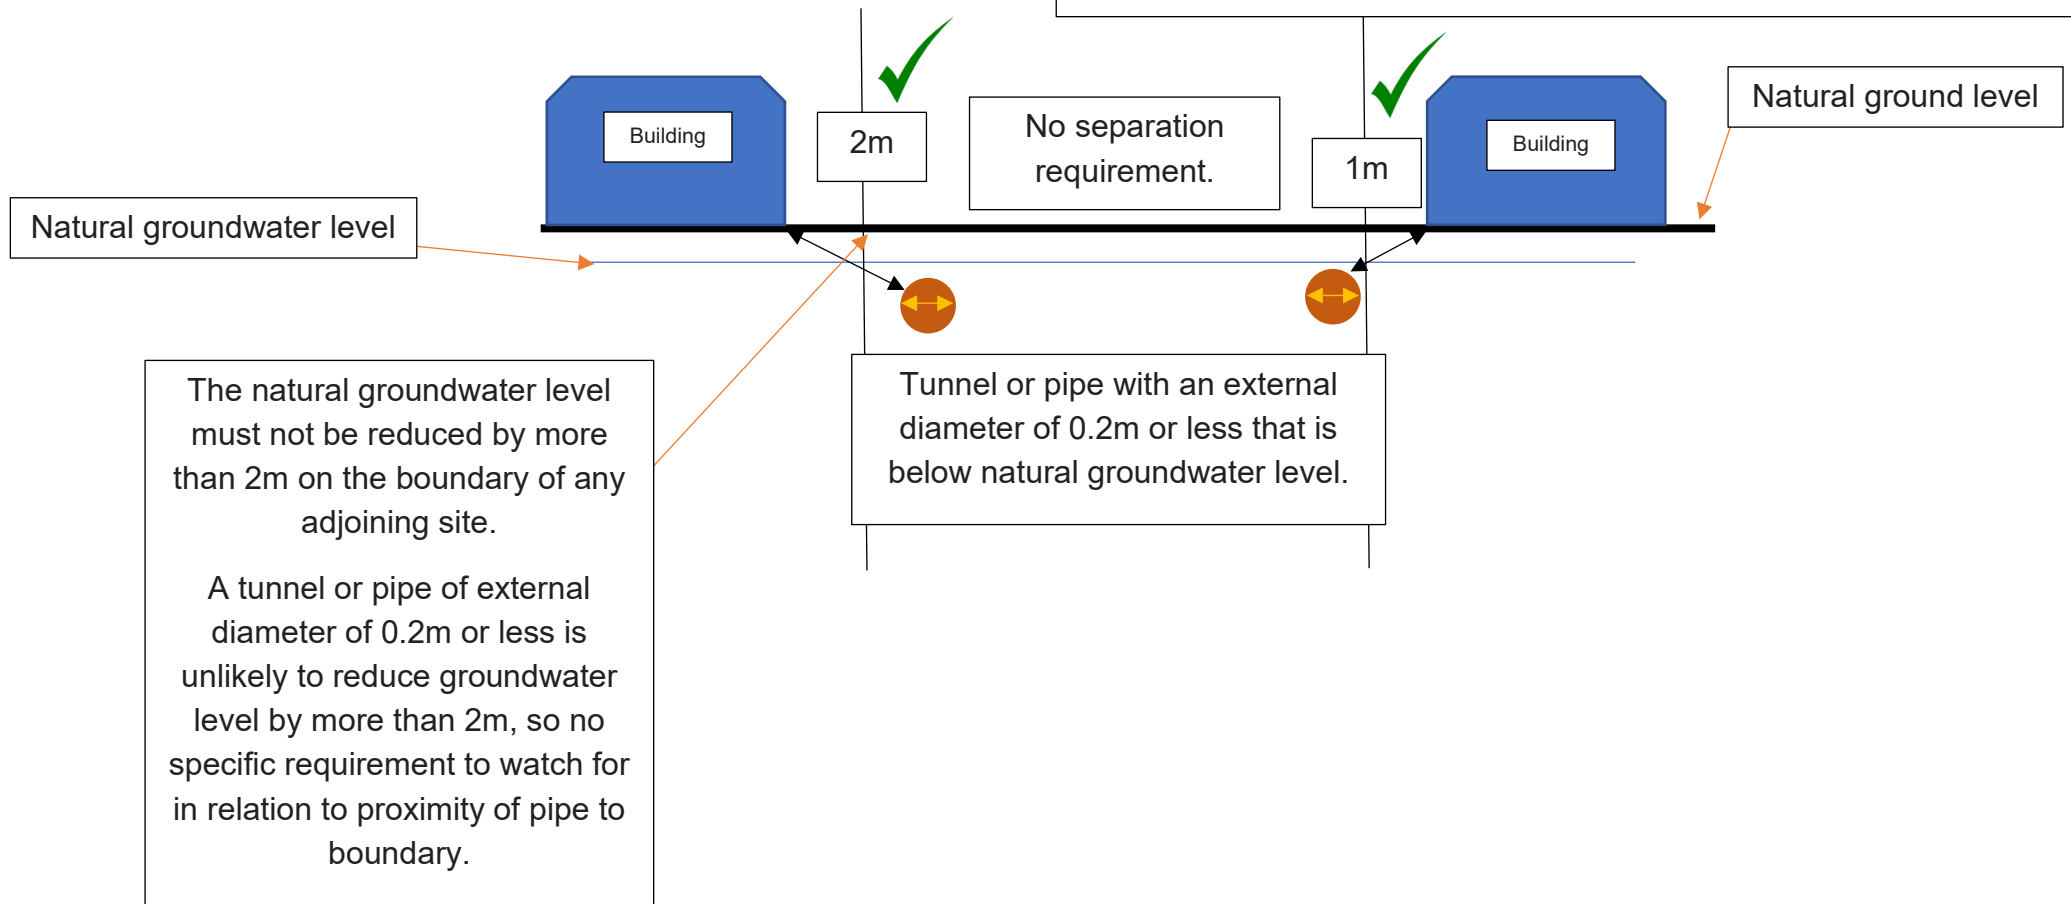 Natural ground level
No separation
requirement.
Building
2m
1m
Building
Natural groundwater level
The natural groundwater level
must not be reduced by more
than 2m on the boundary of any
adjoining site.
A tunnel or pipe of external
diameter of 0.2m or less is
unlikely to reduce groundwater
level by more than 2m, so no
specific requirement to watch for
in relation to proximity of pipe to
boundary.
Tunnel or pipe with an external
diameter of 0.2m or less that is
below natural groundwater level.